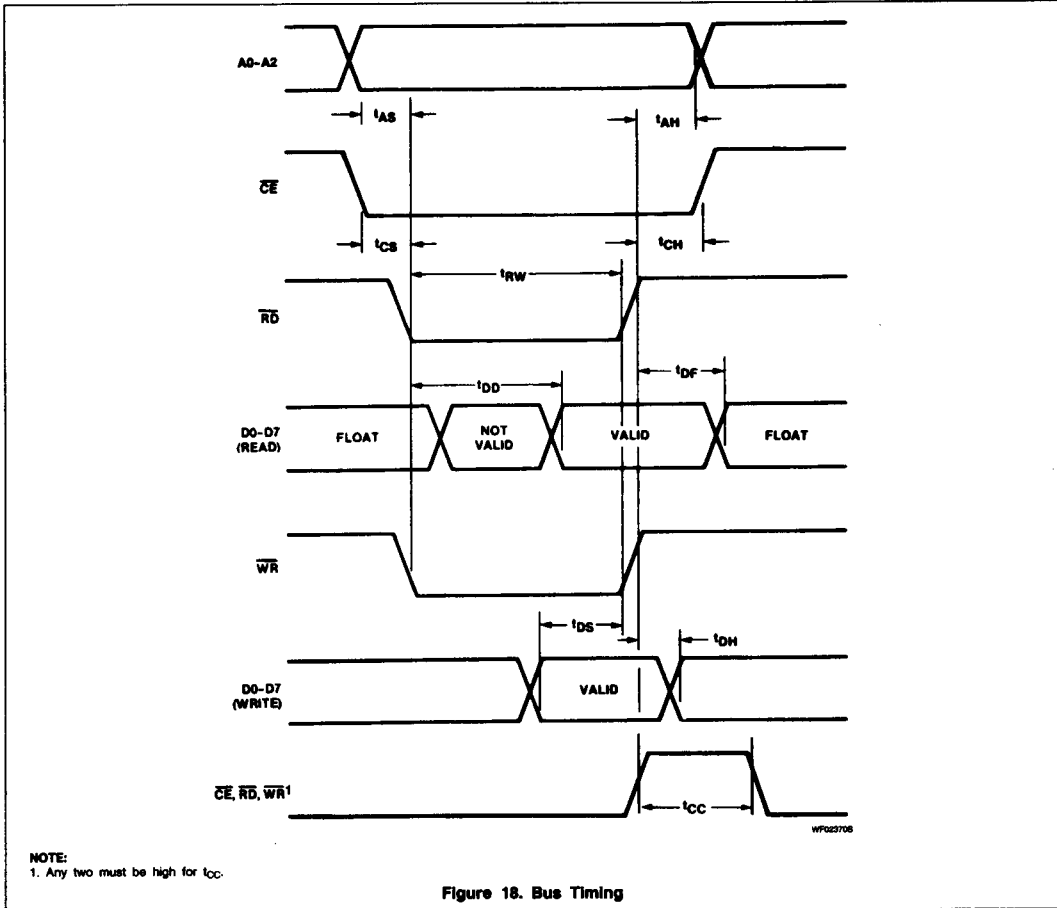 A0-A2
tAS
tAH
CE
tCS
tCH
tRW
RD
tDF
tDD
D0-D7
(READ)
FLOAT
NOT
VALID
VALID
FLOAT
WR
tDS
tDH
D0-D7
(WRITE)
VALID
CE, RD, WR1
tCC
WF02370S
NOTE:
1. Any two must be high for tCC.
Figure 18. Bus Timing